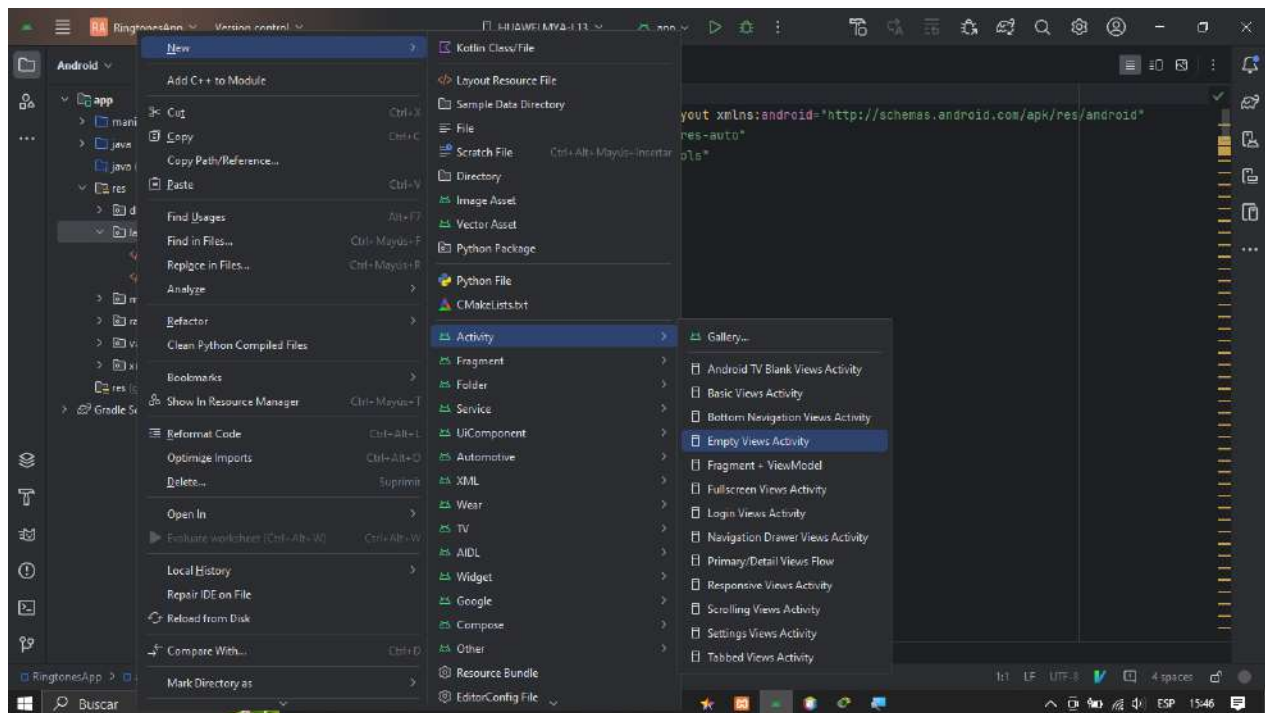 RA RingtonesApp Version control HUAWEI MYA-L13 app
Android
app
mani
java
java (
res
d
la
m
ra
va
xi
res (g
Gradle Sc
New
Add C++ to Module
Cut Ctrl+X
Copy Ctrl+C
Copy Path/Reference...
Paste Ctrl+V
Find Usages Alt+F7
Find in Files... Ctrl+Mayús+F
Replace in Files... Ctrl+Mayús+R
Analyze
Refactor
Clean Python Compiled Files
Bookmarks
Show In Resource Manager Ctrl+Mayús+T
Reformat Code Ctrl+Alt+L
Optimize Imports Ctrl+Alt+O
Delete... Suprimir
Open In
Evaluate worksheet (Ctrl+Alt+W) Ctrl+Alt+W
Local History
Repair IDE on File
Reload from Disk
Compare With... Ctrl+D
Mark Directory as
Kotlin Class/File
Layout Resource File
Sample Data Directory
File
Scratch File Ctrl+Alt+Mayús+Insertar
Directory
Image Asset
Vector Asset
Python Package
Python File
CMakeLists.txt
Activity
Fragment
Folder
Service
UiComponent
Automotive
XML
Wear
TV
AIDL
Widget
Google
Compose
Other
Resource Bundle
EditorConfig File
Gallery...
Android TV Blank Views Activity
Basic Views Activity
Bottom Navigation Views Activity
Empty Views Activity
Fragment + ViewModel
Fullscreen Views Activity
Login Views Activity
Navigation Drawer Views Activity
Primary/Detail Views Flow
Responsive Views Activity
Scrolling Views Activity
Settings Views Activity
Tabbed Views Activity
yout xmlns:android="http://schemas.android.com/apk/res/android"
res-auto"
ols"
RingtonesApp
1:1 LF UTF-8 4 spaces
Buscar
ESP 15:46